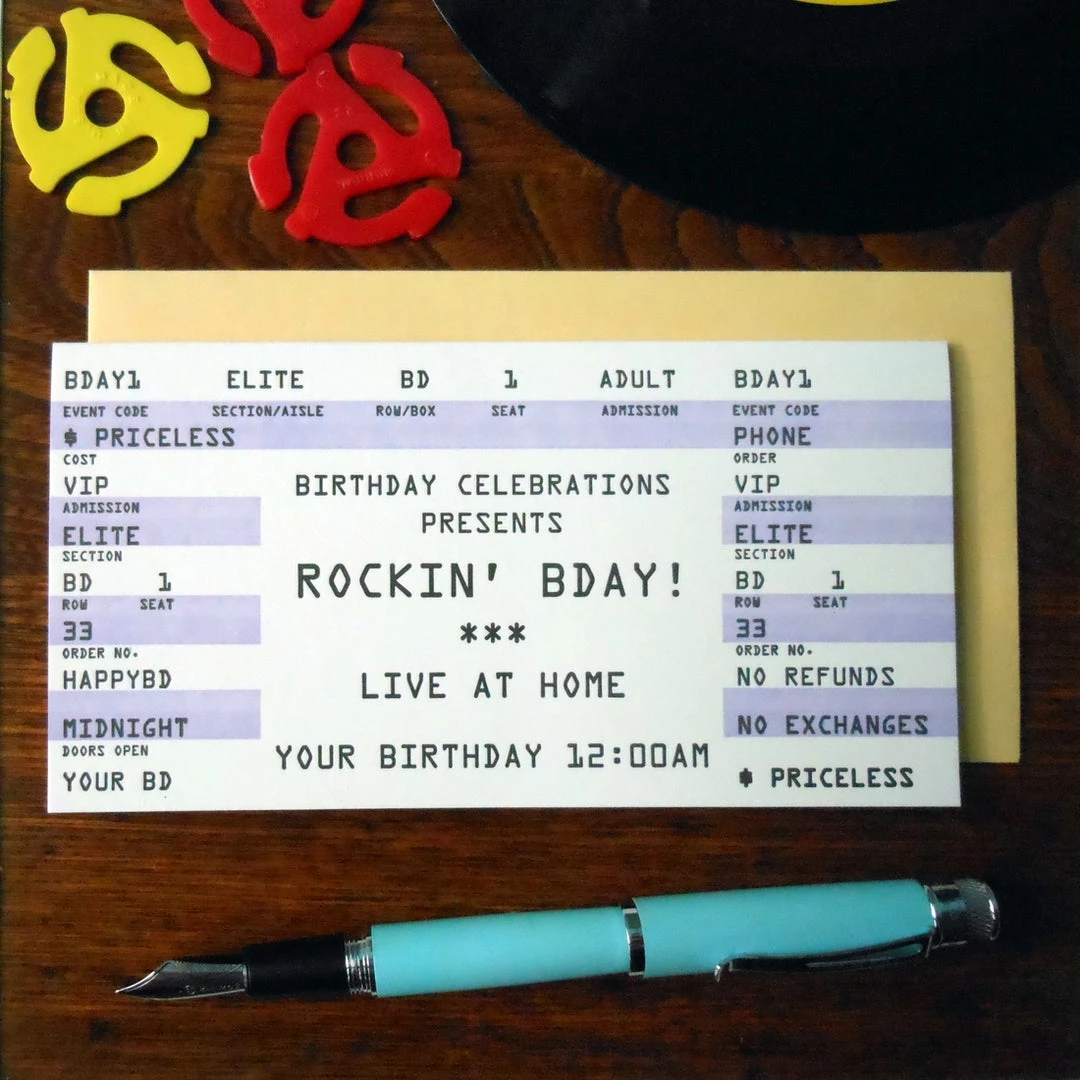 BDAY1 ELITE BD 1 ADULT BDAY1
EVENT CODE SECTION/AISLE ROW/BOX SEAT ADMISSION EVENT CODE
$ PRICELESS
COST
VIP
ADMISSION
ELITE
SECTION
BD 1
ROW SEAT
33
ORDER NO.
HAPPYBD
MIDNIGHT
DOORS OPEN
YOUR BD
BIRTHDAY CELEBRATIONS
PRESENTS
ROCKIN' BDAY!
***
LIVE AT HOME
YOUR BIRTHDAY 12:00AM
PHONE
ORDER
VIP
ADMISSION
ELITE
SECTION
BD 1
ROW SEAT
33
ORDER NO.
NO REFUNDS
NO EXCHANGES
$ PRICELESS